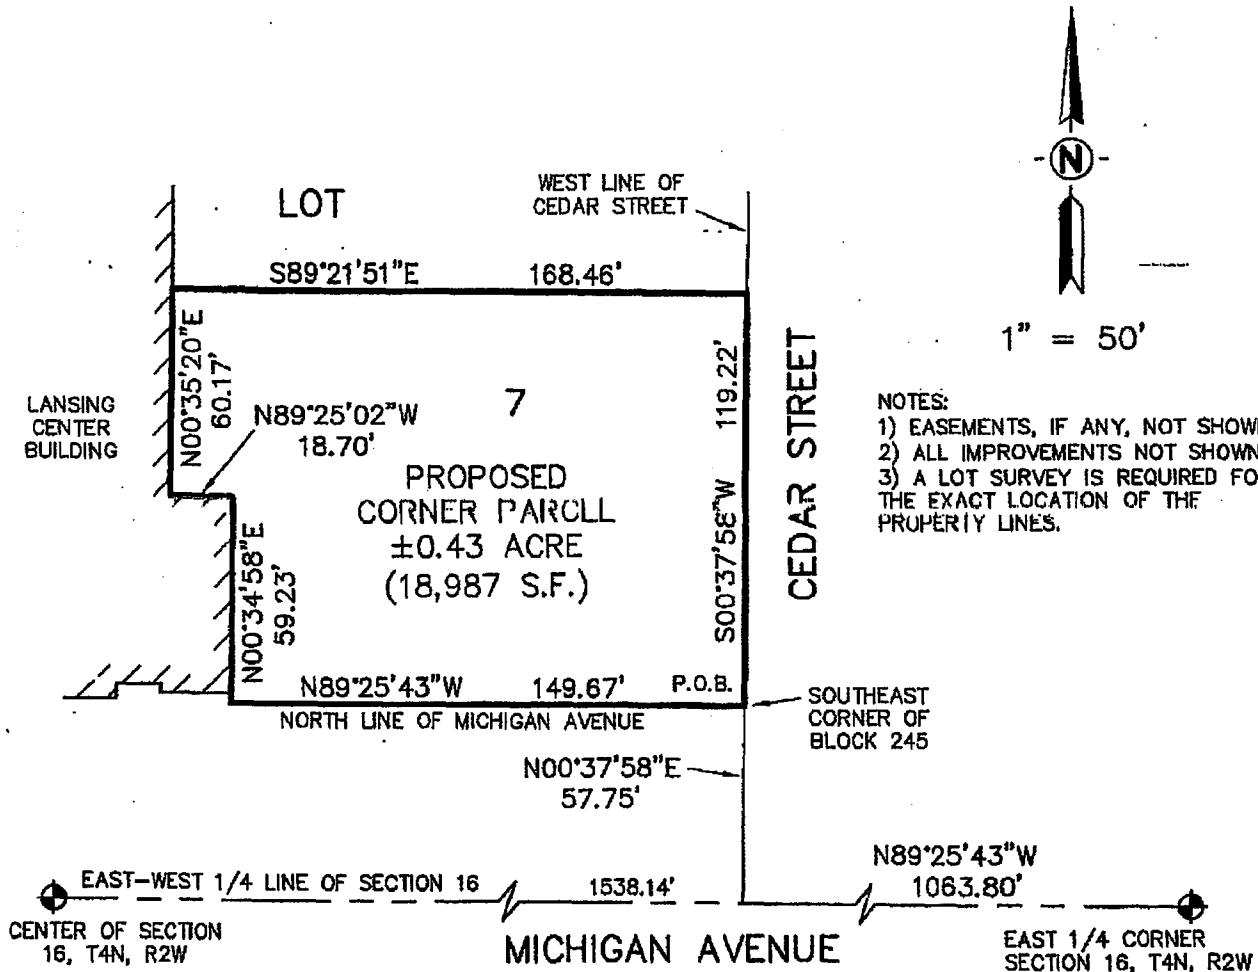 N
1" = 50'
LOT
WEST LINE OF
CEDAR STREET
S89°21'51"E 168.46'
N00°35'20"E
60.17'
LANSING
CENTER
BUILDING
N89°25'02"W
18.70'
7
PROPOSED
CORNER PARCLL
±0.43 ACRE
(18,987 S.F.)
119.22'
S00°37'58"W
CEDAR STREET
NOTES:
1) EASEMENTS, IF ANY, NOT SHOWN
2) ALL IMPROVEMENTS NOT SHOWN
3) A LOT SURVEY IS REQUIRED FO
THE EXACT LOCATION OF THE
PROPERTY LINES.
N00°34'58"E
59.23'
N89°25'43"W 149.67' P.O.B.
NORTH LINE OF MICHIGAN AVENUE
SOUTHEAST
CORNER OF
BLOCK 245
N00°37'58"E
57.75'
N89°25'43"W
1063.80'
EAST-WEST 1/4 LINE OF SECTION 16 1538.14'
CENTER OF SECTION
16, T4N, R2W
MICHIGAN AVENUE
EAST 1/4 CORNER
SECTION 16, T4N, R2W